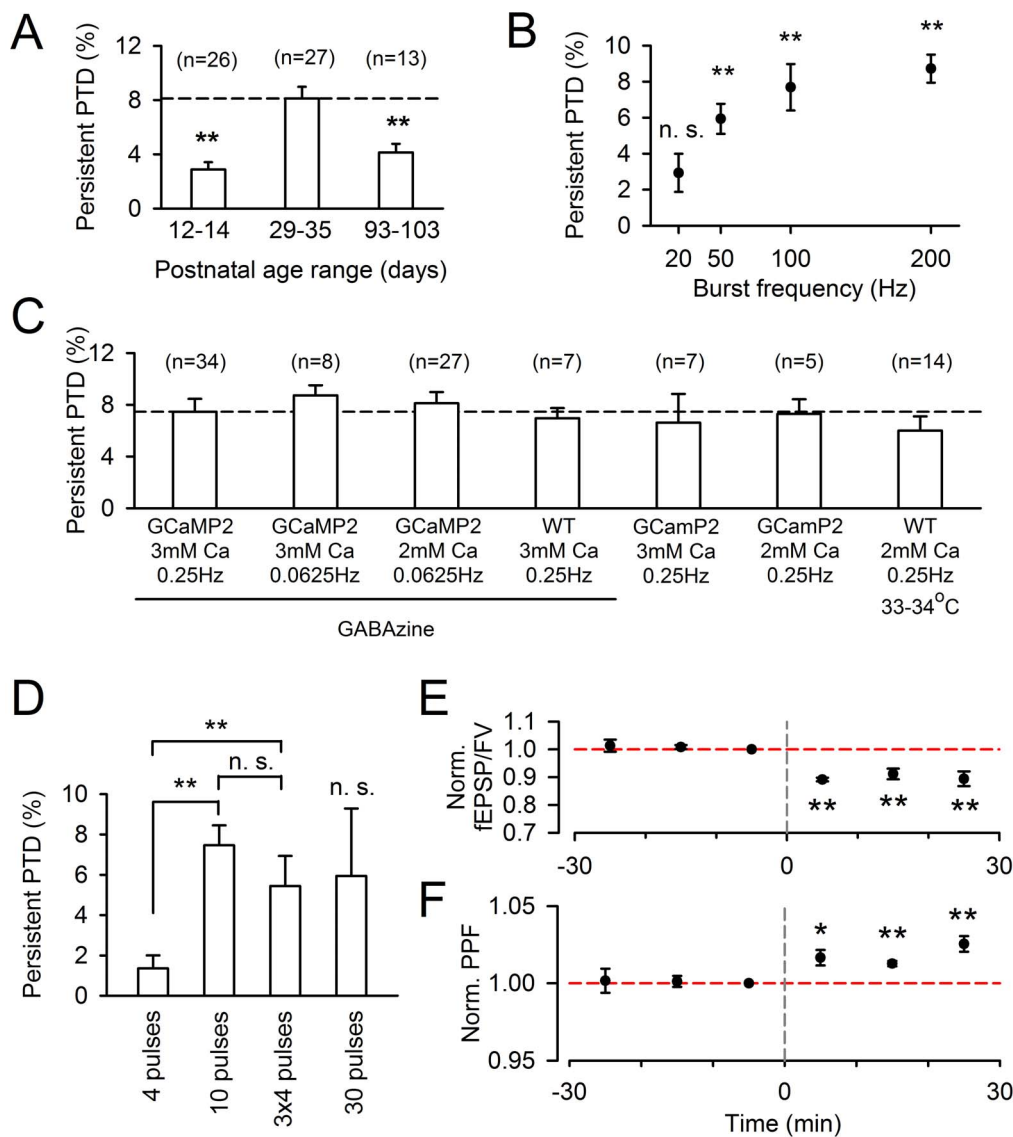 A
Persistent PTD (%)
12
8
4
0
(n=26) (n=27) (n=13)
** **
12-14 29-35 93-103
Postnatal age range (days)
B
Persistent PTD (%)
10
8
6
4
2
0
n. s. ** ** **
20 50 100 200
Burst frequency (Hz)
C
Persistent PTD (%)
12
8
4
0
(n=34) (n=8) (n=27) (n=7) (n=7) (n=5) (n=14)
GCaMP2 GCaMP2 GCaMP2 WT GCamP2 GCamP2 WT
3mM Ca 3mM Ca 2mM Ca 3mM Ca 3mM Ca 2mM Ca 2mM Ca
0.25Hz 0.0625Hz 0.0625Hz 0.25Hz 0.25Hz 0.25Hz 0.25Hz
33-34°C
GABAzine
D
Persistent PTD (%)
10
8
6
4
2
0
**
** n. s. n. s.
4 pulses
10 pulses
3x4 pulses
30 pulses
E
Norm.
fEPSP/FV
1.1
1.0
0.9
0.8
0.7
** ** **
-30 0 30
F
Norm. PPF
1.05
1.00
0.95
* ** **
-30 0 30
Time (min)